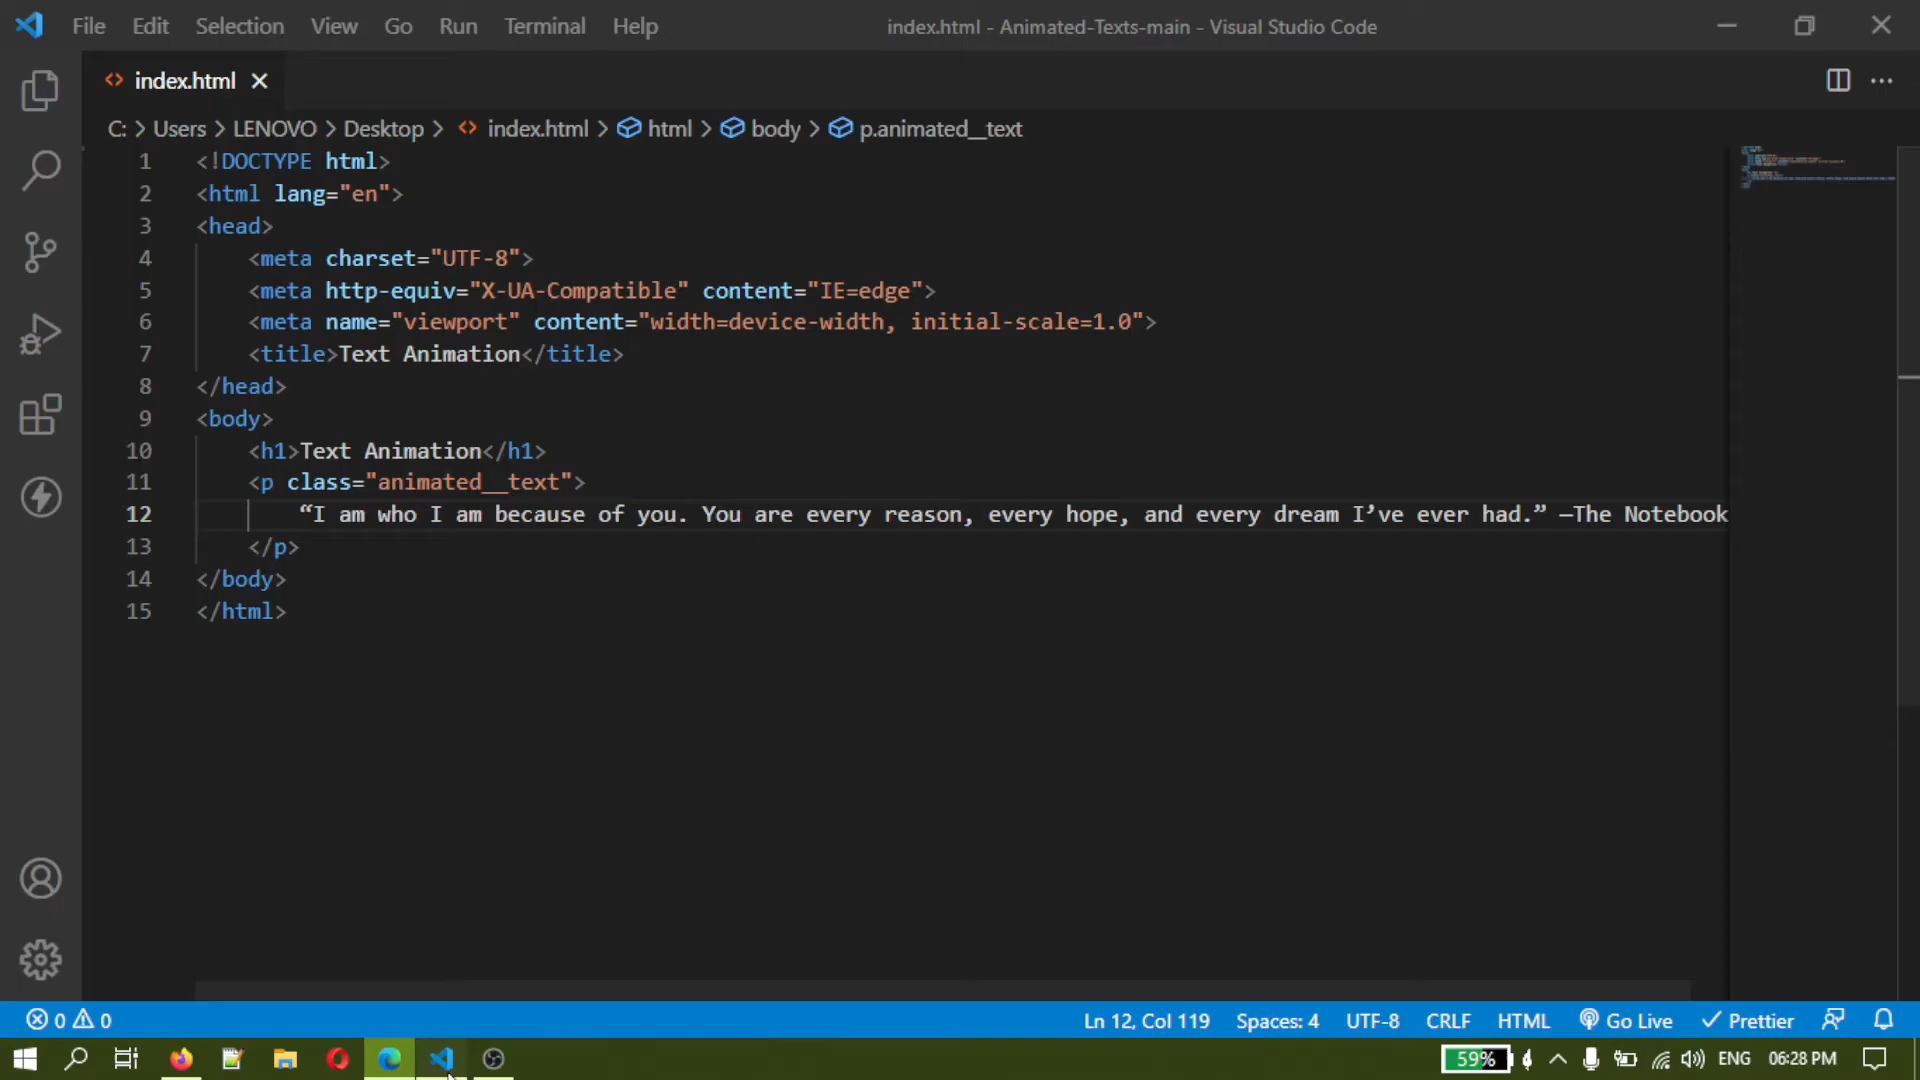 File Edit Selection View Go Run Terminal Help index.html - Animated-Texts-main - Visual Studio Code
index.html
C: > Users > LENOVO > Desktop > index.html > html > body > p.animated__text
1 <!DOCTYPE html>
2 <html lang="en">
3 <head>
4 <meta charset="UTF-8">
5 <meta http-equiv="X-UA-Compatible" content="IE=edge">
6 <meta name="viewport" content="width=device-width, initial-scale=1.0">
7 <title>Text Animation</title>
8 </head>
9 <body>
10 <h1>Text Animation</h1>
11 <p class="animated__text">
12 “I am who I am because of you. You are every reason, every hope, and every dream I’ve ever had.” —The Notebook
13 </p>
14 </body>
15 </html>
0 0 Ln 12, Col 119 Spaces: 4 UTF-8 CRLF HTML Go Live Prettier
59% ENG 06:28 PM